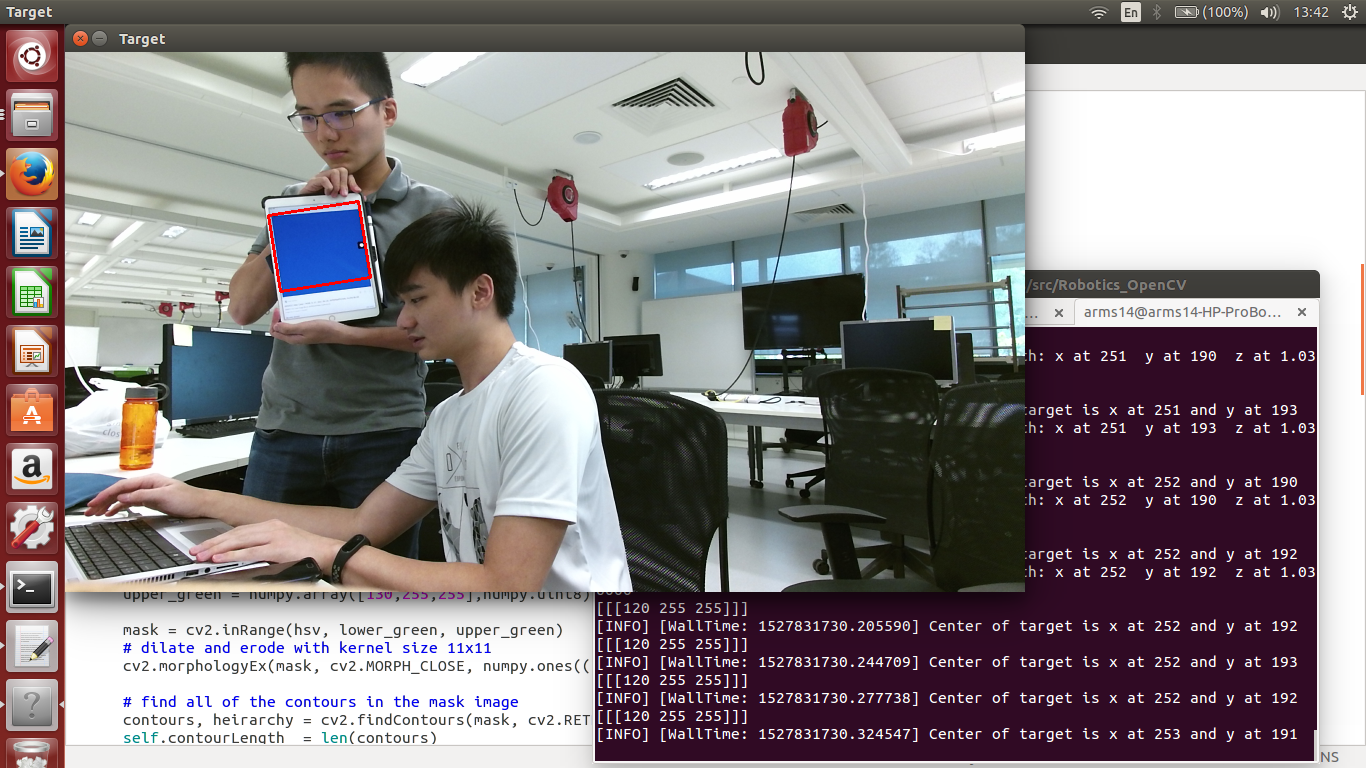 Target
En
(100%)
13:42
Target
/src/Robotics_OpenCV
arms14@arms14-HP-ProBo...
th: x at 251 y at 190 z at 1.03
target is x at 251 and y at 193
th: x at 251 y at 193 z at 1.03
target is x at 252 and y at 190
th: x at 252 y at 190 z at 1.03
target is x at 252 and y at 192
th: x at 252 y at 192 z at 1.03
[[[120 255 255]]]
[INFO] [WallTime: 1527831730.205590] Center of target is x at 252 and y at 192
[[[120 255 255]]]
[INFO] [WallTime: 1527831730.244709] Center of target is x at 252 and y at 193
[[[120 255 255]]]
[INFO] [WallTime: 1527831730.277738] Center of target is x at 252 and y at 192
[[[120 255 255]]]
[INFO] [WallTime: 1527831730.324547] Center of target is x at 253 and y at 191
upper_green = numpy.array([130,255,255],numpy.uint8)
mask = cv2.inRange(hsv, lower_green, upper_green)
# dilate and erode with kernel size 11x11
cv2.morphologyEx(mask, cv2.MORPH_CLOSE, numpy.ones((
# find all of the contours in the mask image
contours, heirarchy = cv2.findContours(mask, cv2.RET
self.contourLength = len(contours)
NS